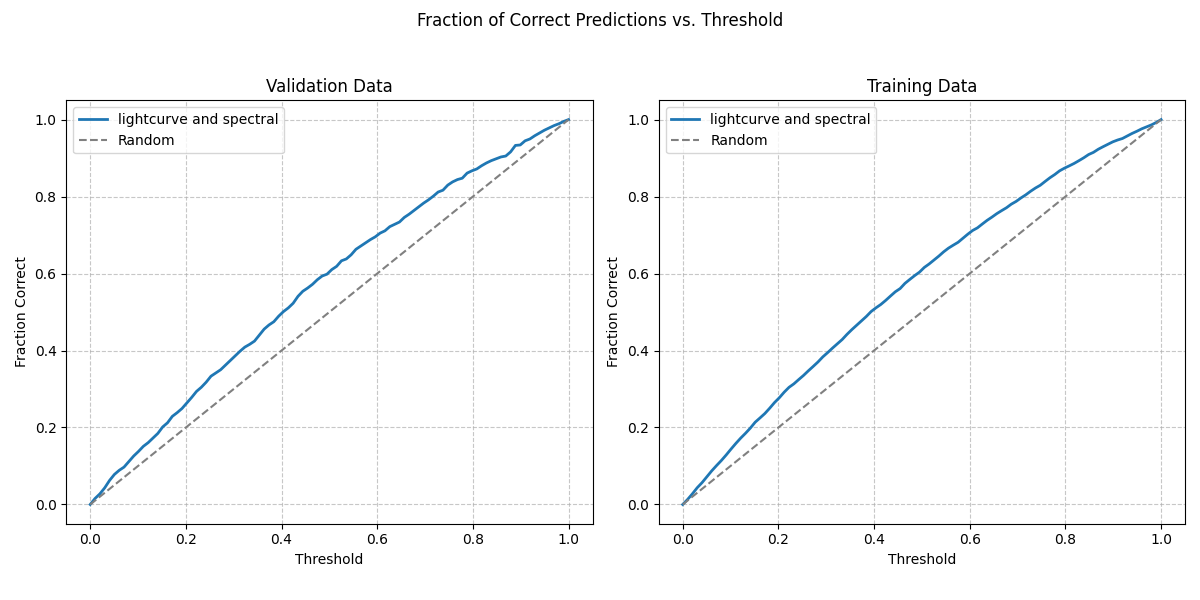 Fraction of Correct Predictions vs. Threshold
Validation Data
lightcurve and spectral
Random
1.0
0.8
0.6
0.4
0.2
0.0
Fraction Correct
0.0 0.2 0.4 0.6 0.8 1.0
Threshold
Training Data
lightcurve and spectral
Random
1.0
0.8
0.6
0.4
0.2
0.0
Fraction Correct
0.0 0.2 0.4 0.6 0.8 1.0
Threshold